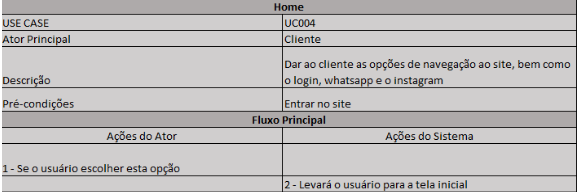 Home
USE CASE UC004
Ator Principal Cliente
Descrição Dar ao cliente as opções de navegação ao site, bem como
o login, whatsapp e o instagram
Pré-condições Entrar no site
Fluxo Principal
Ações do Ator Ações do Sistema
1 - Se o usuário escolher esta opção
2 - Levará o usuário para a tela inicial